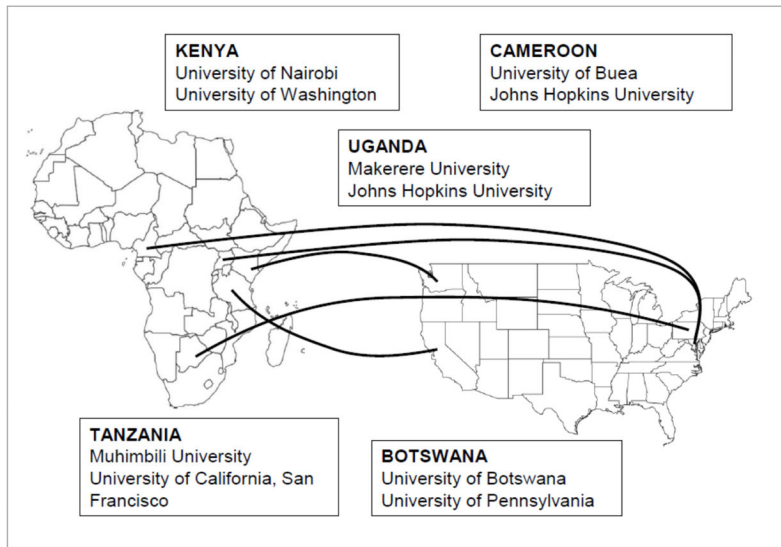 KENYA
University of Nairobi
University of Washington
CAMEROON
University of Buea
Johns Hopkins University
UGANDA
Makerere University
Johns Hopkins University
TANZANIA
Muhimbili University
University of California, San
Francisco
BOTSWANA
University of Botswana
University of Pennsylvania